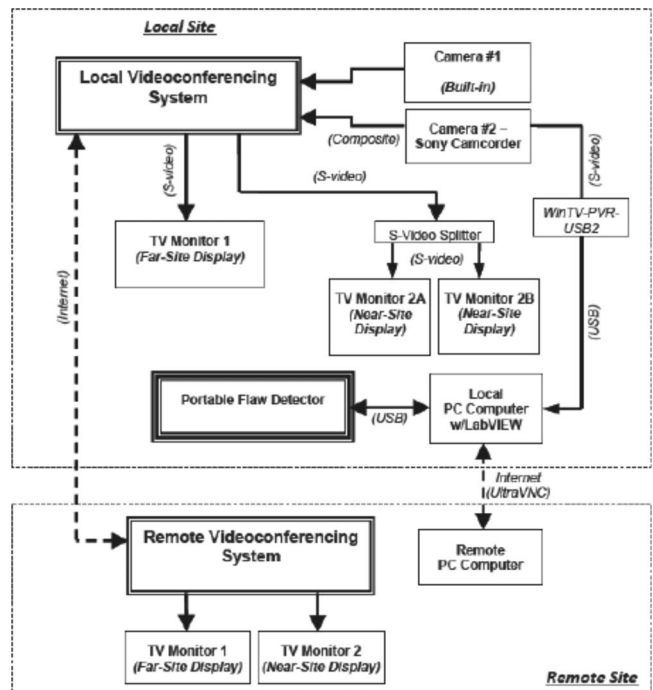 Local Site
Local Videoconferencing
System
Camera #1
(Built-in)
(Composite)
Camera #2 –
Sony Camcorder
(S-video)
(S-video)
(S-video)
WinTV-PVR-
USB2
TV Monitor 1
(Far-Site Display)
S-Video Splitter
(S-video)
TV Monitor 2A
(Near-Site
Display)
TV Monitor 2B
(Near-Site
Display)
(Internet)
(USB)
Portable Flaw Detector
(USB)
Local
PC Computer
w/LabVIEW
Internet
(UltraVNC)
Remote Videoconferencing
System
Remote
PC Computer
TV Monitor 1
(Far-Site Display)
TV Monitor 2
(Near-Site Display)
Remote Site